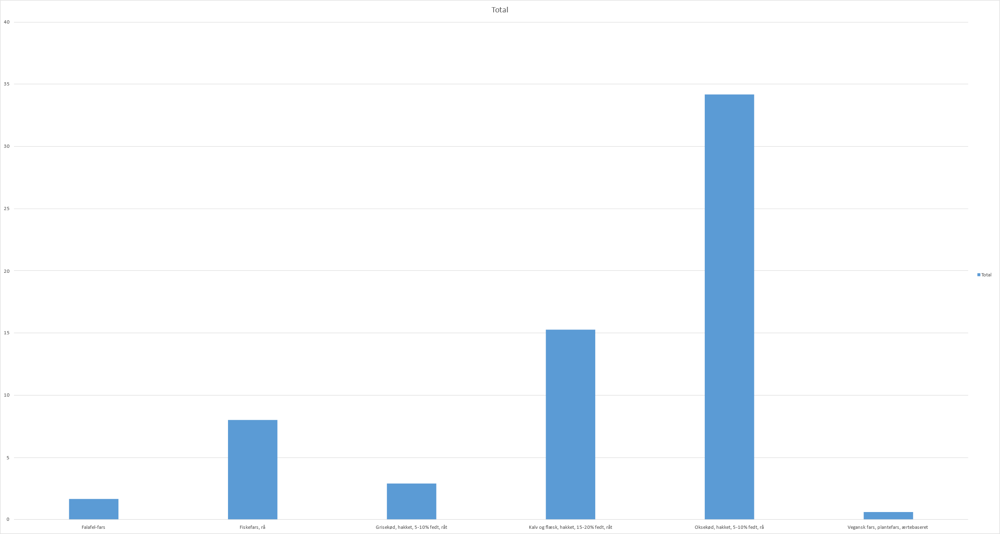 Total
40
35
30
25
20
15
10
5
0
Total
Falafel-fars
Fiskefars, rå
Grisekød, hakket, 5-10% fedt, råt
Kalv og flæsk, hakket, 15-20% fedt, råt
Oksekød, hakket, 5-10% fedt, rå
Vegansk fars, plantefars, ærtebaseret